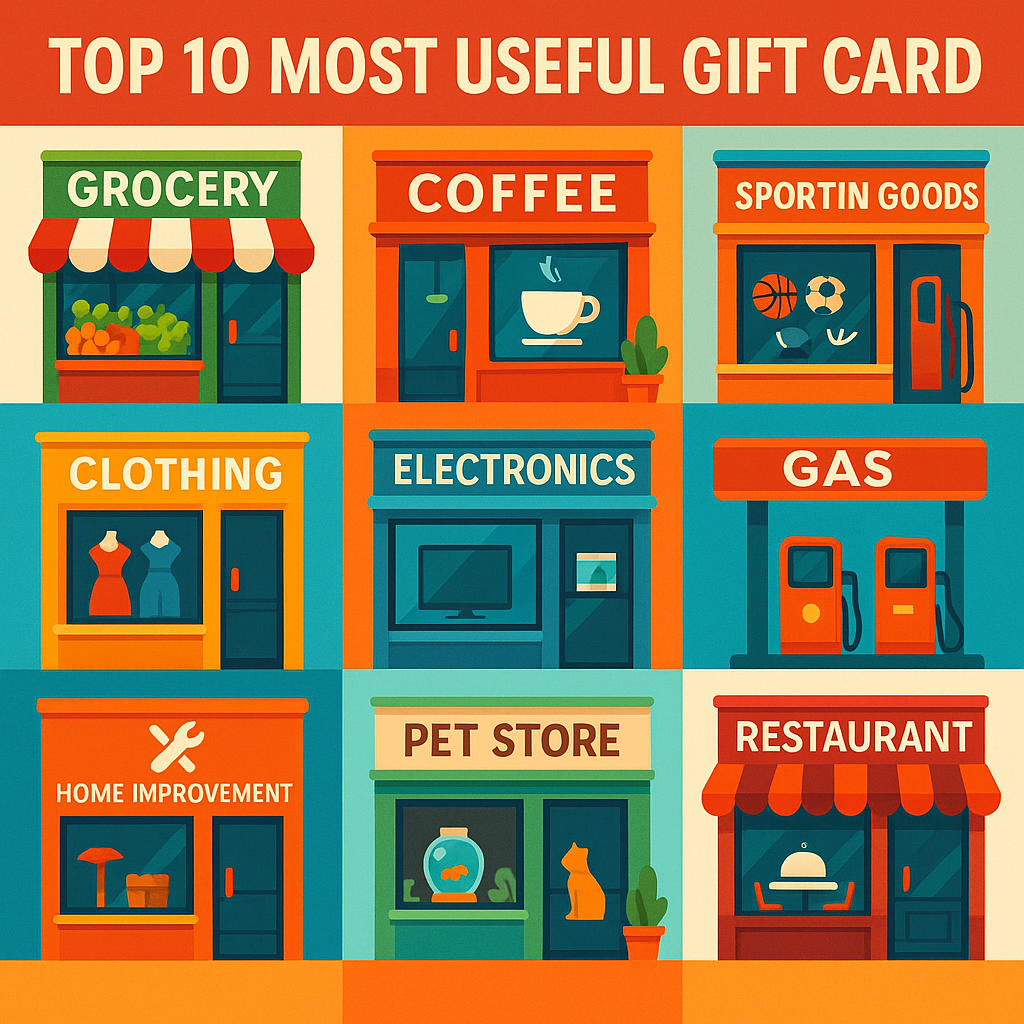 TOP 10 MOST USEFUL GIFT CARD
GROCERY
COFFEE
SPORTIN GOODS
CLOTHING
ELECTRONICS
GAS
HOME IMPROVEMENT
PET STORE
RESTAURANT